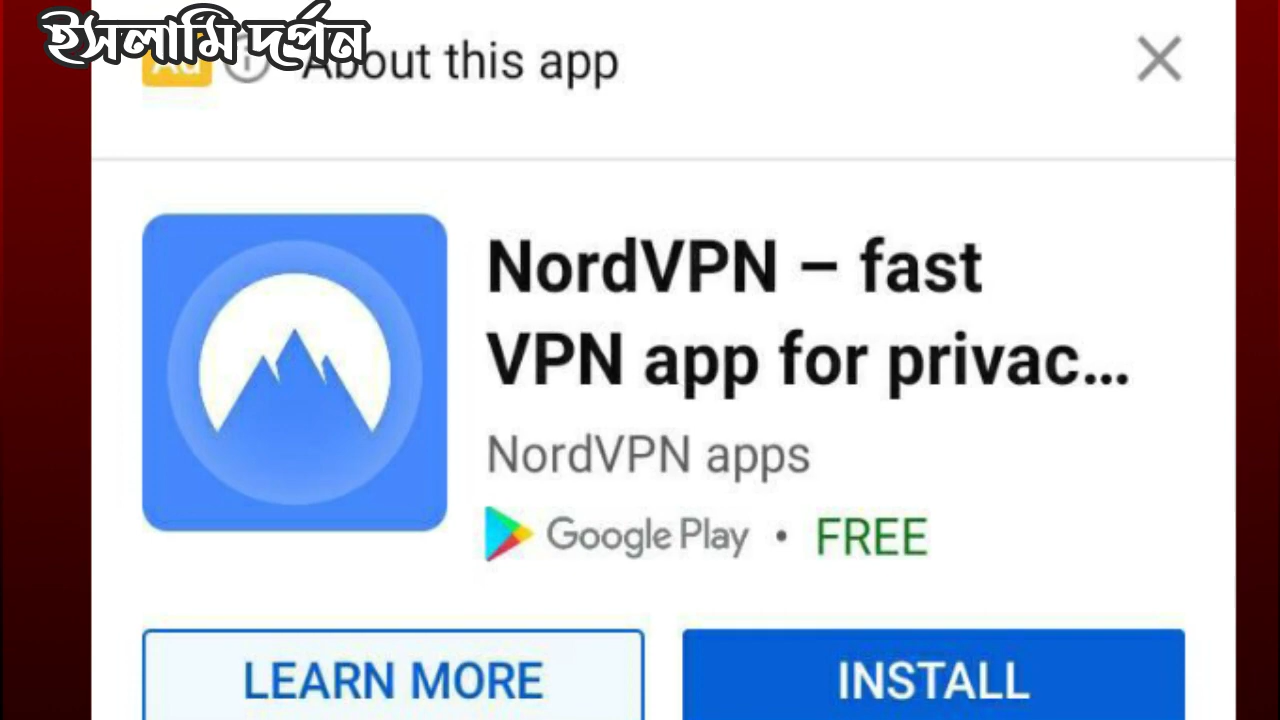 ইসলামি দর্পন
Ad About this app
NordVPN – fast
VPN app for privac...
NordVPN apps
Google Play • FREE
LEARN MORE
INSTALL